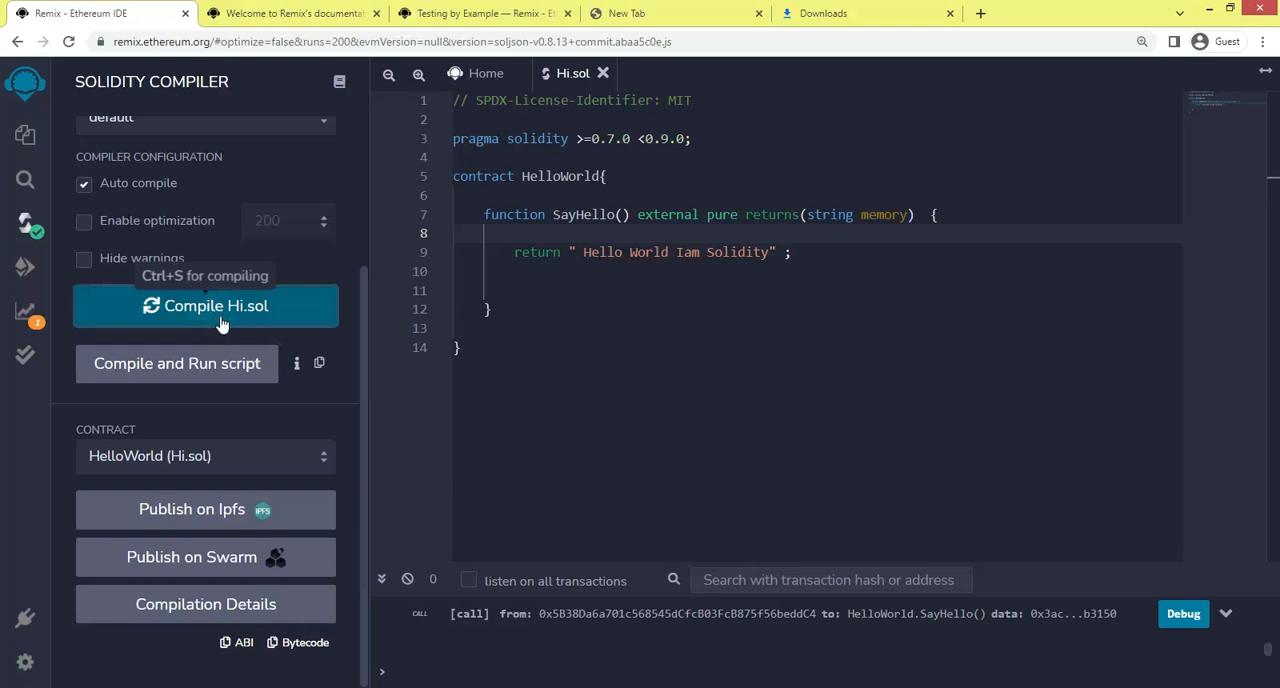 Remix - Ethereum IDE
Welcome to Remix's documentat
Testing by Example — Remix - Et
New Tab
Downloads
remix.ethereum.org/#optimize=false&runs=200&evmVersion=null&version=soljson-v0.8.13+commit.abaa5c0e.js
Guest
SOLIDITY COMPILER
default
COMPILER CONFIGURATION
Auto compile
Enable optimization
200
Hide warnings
Ctrl+S for compiling
Compile Hi.sol
Compile and Run script
i
CONTRACT
HelloWorld (Hi.sol)
Publish on Ipfs
IPFS
Publish on Swarm
Compilation Details
ABI
Bytecode
1
Home
Hi.sol
1 // SPDX-License-Identifier: MIT
2
3 pragma solidity >=0.7.0 <0.9.0;
4
5 contract HelloWorld{
6
7 function SayHello() external pure returns(string memory) {
8
9 return " Hello World Iam Solidity" ;
10
11
12 }
13
14 }
0
listen on all transactions
Search with transaction hash or address
CALL [call] from: 0x5B38Da6a701c568545dCfcB03FcB875f56beddC4 to: HelloWorld.SayHello() data: 0x3ac...b3150
Debug
>